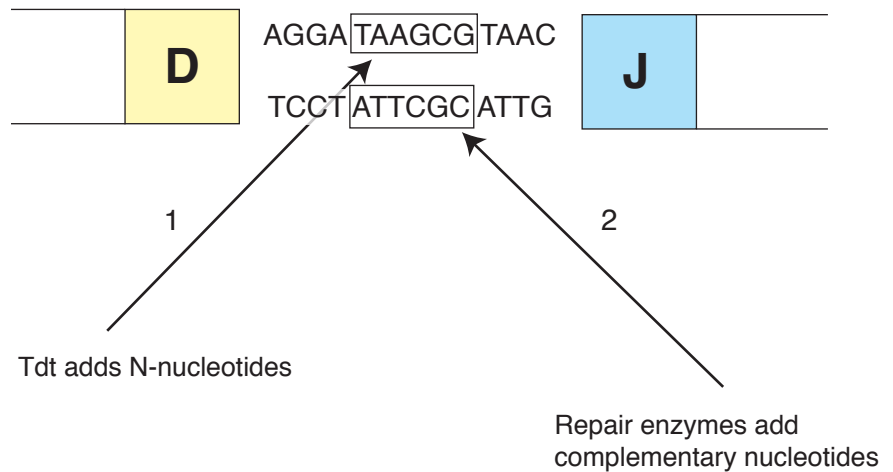 D AGGA TAAGCG TAAC J
TCCT ATTCGC ATTG
1 2
Tdt adds N-nucleotides
Repair enzymes add
complementary nucleotides